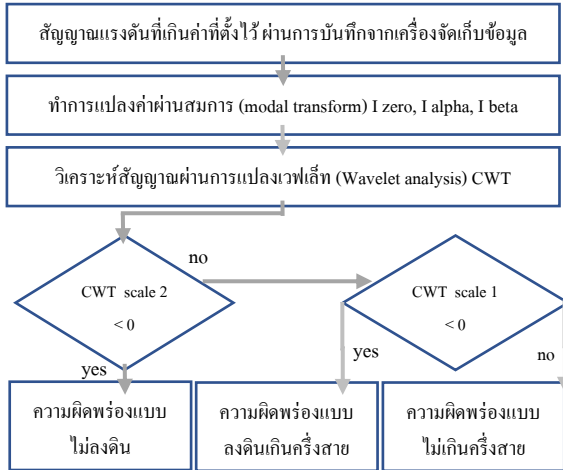 สัญญาณแรงดันที่เกินค่าที่ตั้งไว้ ผ่านการบันทึกจากเครื่องจัดเก็บข้อมูล
ทำการแปลงค่าผ่านสมการ (modal transform) I zero, I alpha, I beta
วิเคราะห์สัญญาณผ่านการแปลงเวฟเล็ท (Wavelet analysis) CWT
CWT scale 2
< 0
no
CWT scale 1
< 0
yes
yes
no
ความผิดพร่องแบบ
ไม่ลงดิน
ความผิดพร่องแบบ
ลงดินเกินครึ่งสาย
ความผิดพร่องแบบ
ไม่เกินครึ่งสาย